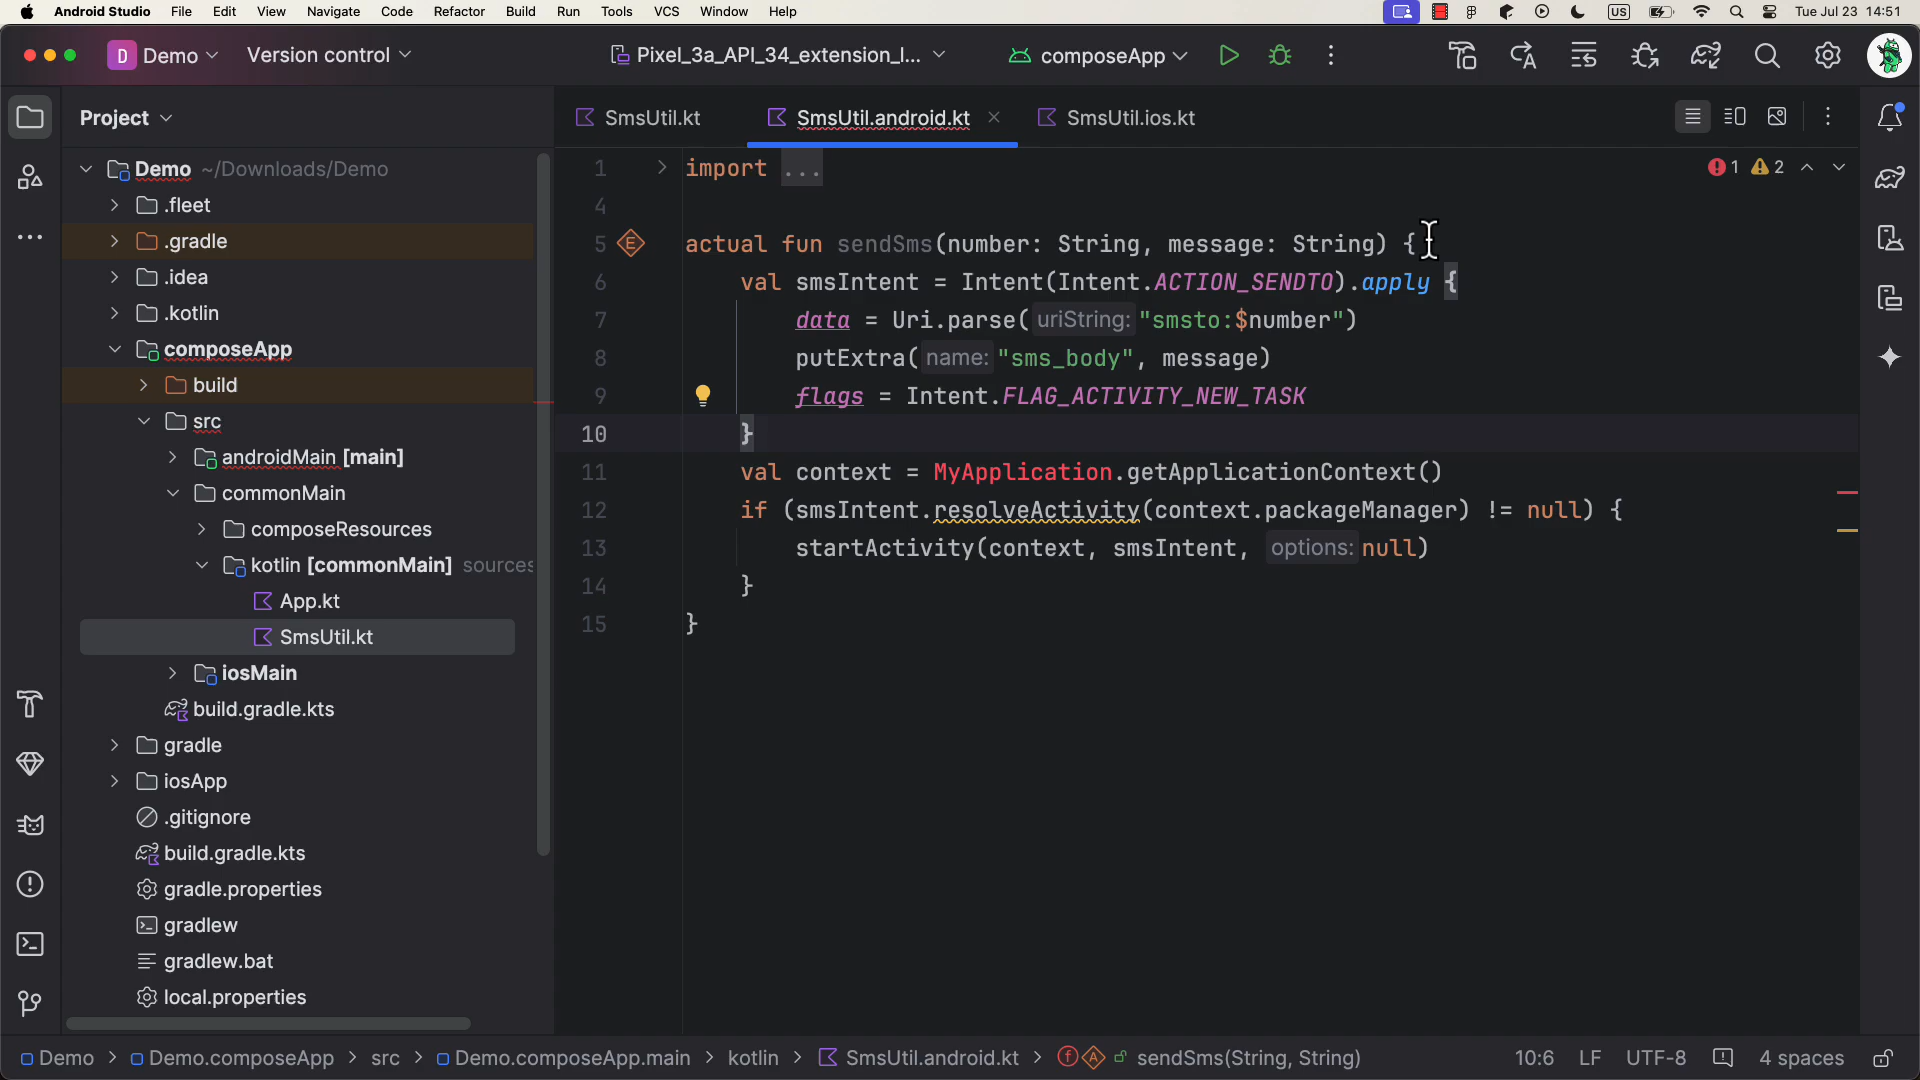 Android Studio File Edit View Navigate Code Refactor Build Run Tools VCS Window Help US Tue Jul 23 14:51
D Demo Version control Pixel_3a_API_34_extension_l... composeApp
Project SmsUtil.kt SmsUtil.android.kt SmsUtil.ios.kt
Demo ~/Downloads/Demo
.fleet
.gradle
.idea
.kotlin
composeApp
build
src
androidMain [main]
commonMain
composeResources
kotlin [commonMain] sources
App.kt
SmsUtil.kt
iosMain
build.gradle.kts
gradle
iosApp
.gitignore
build.gradle.kts
gradle.properties
gradlew
gradlew.bat
local.properties
1 import ... 1 2
4
5 E actual fun sendSms(number: String, message: String) {
6 val smsIntent = Intent(Intent.ACTION_SENDTO).apply {
7 data = Uri.parse( uriString: "smsto:$number")
8 putExtra( name: "sms_body", message)
9 flags = Intent.FLAG_ACTIVITY_NEW_TASK
10 }
11 val context = MyApplication.getApplicationContext()
12 if (smsIntent.resolveActivity(context.packageManager) != null) {
13 startActivity(context, smsIntent, options: null)
14 }
15 }
Demo Demo.composeApp src Demo.composeApp.main kotlin SmsUtil.android.kt f A sendSms(String, String) 10:6 LF UTF-8 4 spaces